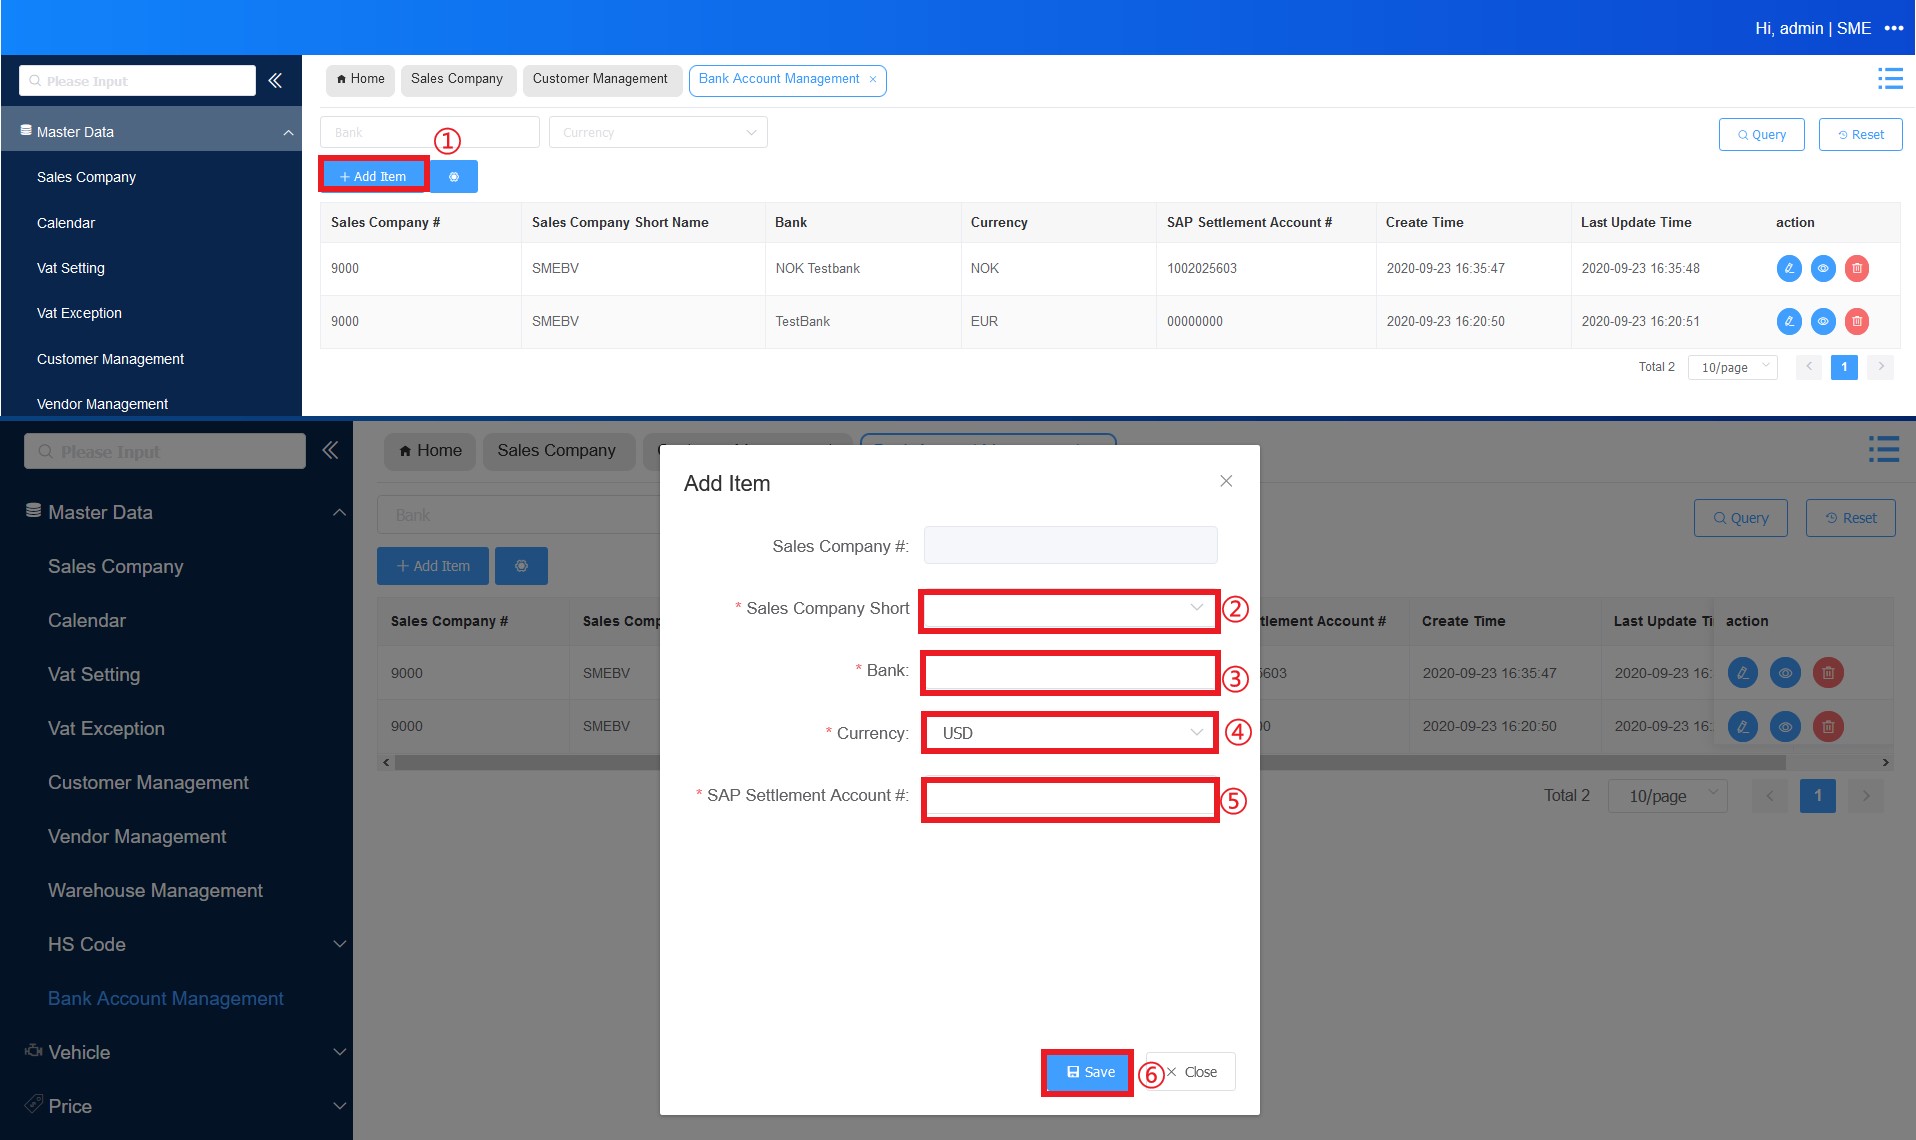 Hi, admin | SME
Please Input
Home Sales Company Customer Management Bank Account Management ×
Master Data
Bank Currency ①
Query Reset
+ Add Item
Sales Company
Calendar
Vat Setting
Vat Exception
Customer Management
Vendor Management
Sales Company # Sales Company Short Name Bank Currency SAP Settlement Account # Create Time Last Update Time action
9000 SMEBV NOK Testbank NOK 1002025603 2020-09-23 16:35:47 2020-09-23 16:35:48
9000 SMEBV TestBank EUR 00000000 2020-09-23 16:20:50 2020-09-23 16:20:51
Total 2 10/page < 1 >
Please Input
Home Sales Company
Master Data
Sales Company
Calendar
Vat Setting
Vat Exception
Customer Management
Vendor Management
Warehouse Management
HS Code
Bank Account Management
Vehicle
Price
Bank
Query Reset
+ Add Item
Sales Company # Sales Comp tlement Account # Create Time Last Update Ti action
9000 SMEBV 5603 2020-09-23 16:35:47 2020-09-23 16:
9000 SMEBV 00 2020-09-23 16:20:50 2020-09-23 16:
Total 2 10/page < 1 >
Add Item
Sales Company #:
* Sales Company Short ②
* Bank: ③
* Currency: USD ④
* SAP Settlement Account #: ⑤
Save ⑥ × Close